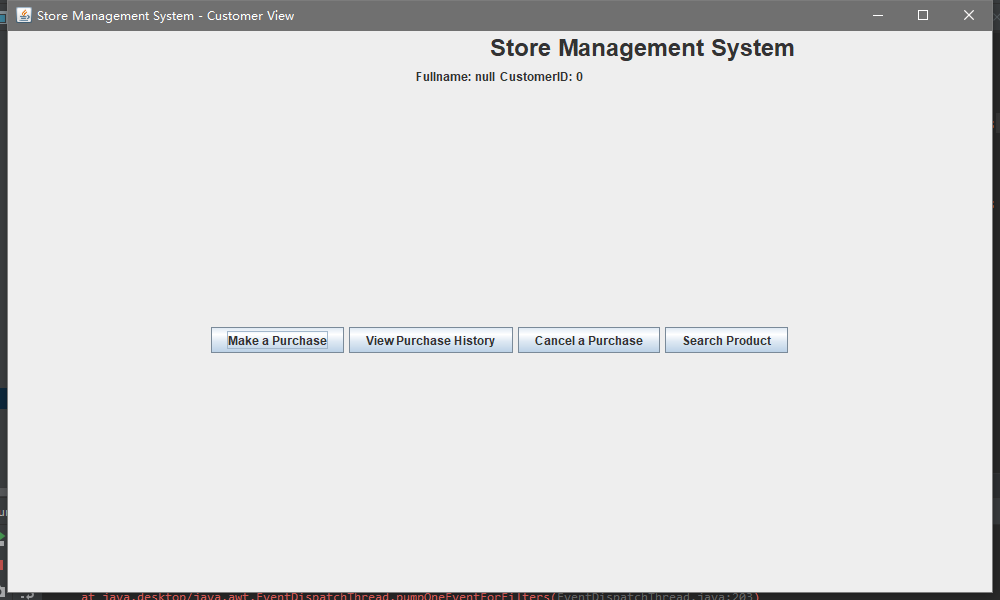 Store Management System - Customer View
Store Management System
Fullname: null CustomerID: 0
Make a Purchase View Purchase History Cancel a Purchase Search Product
at java.desktop/java.awt.EventDispatchThread.pumpOneEventForFilters(EventDispatchThread.java:203)